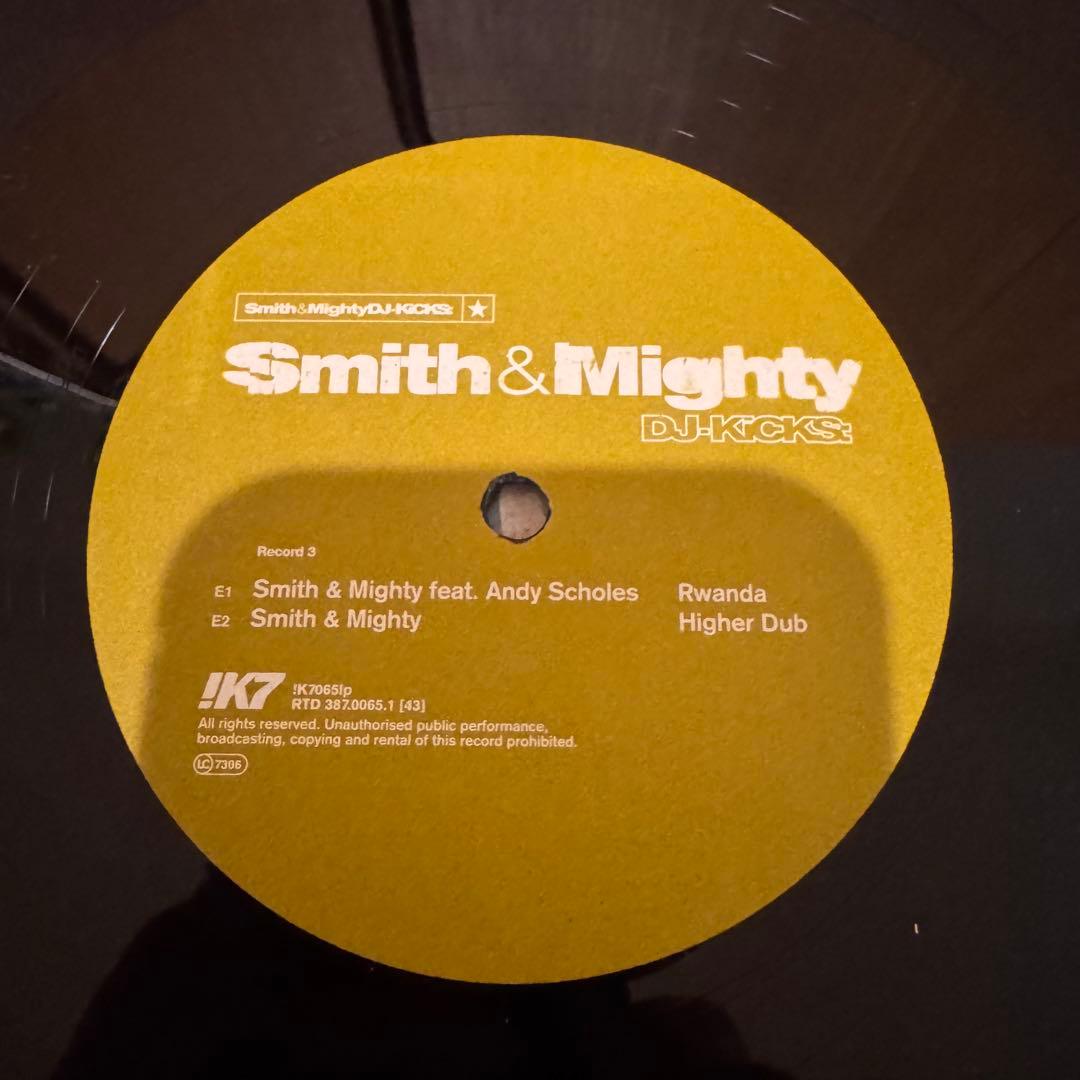 Smith&MightyDJ-KiCKS: ★
Smith & Mighty
DJ-KiCKS:
Record 3
E1 Smith & Mighty feat. Andy Scholes Rwanda
E2 Smith & Mighty Higher Dub
!K7 !K7065lp
RTD 387.0065.1 [43]
All rights reserved. Unauthorised public performance,
broadcasting, copying and rental of this record prohibited.
LC 7306